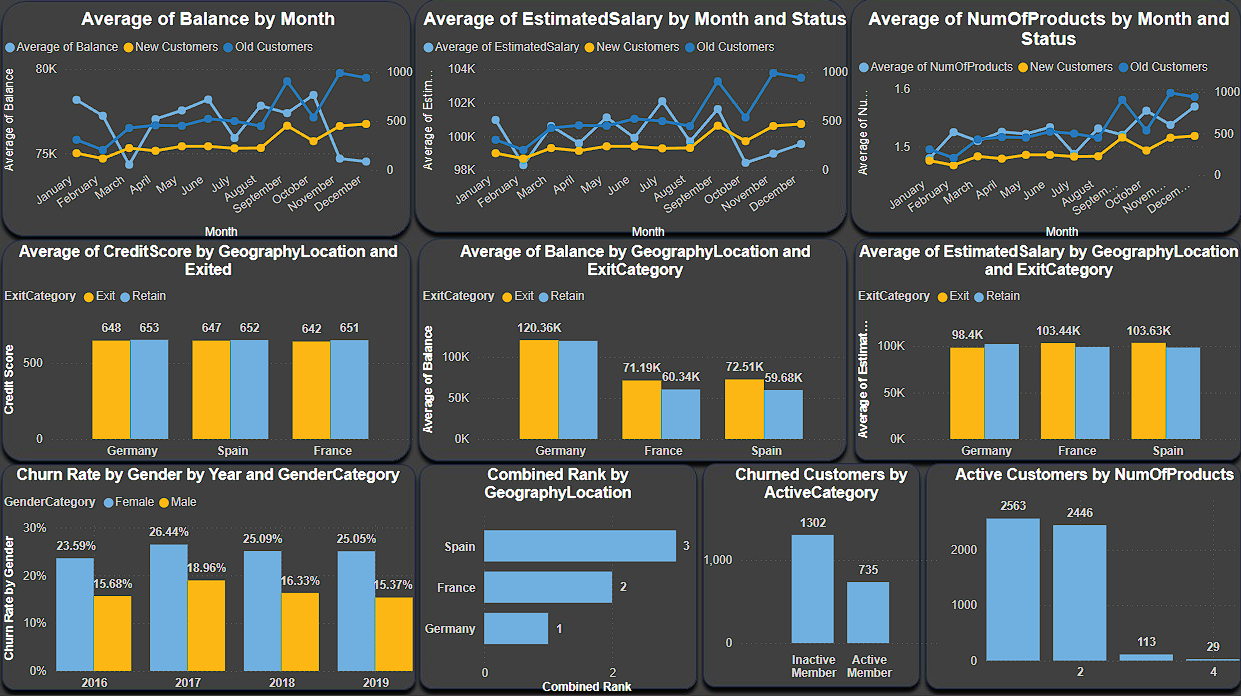 Average of Balance by Month
Average of Balance New Customers Old Customers
Average of Balance
80K
75K
1000
500
0
January February March April May June July August September October November December
Month
Average of EstimatedSalary by Month and Status
Average of EstimatedSalary New Customers Old Customers
Average of Estim...
104K
102K
100K
98K
1000
500
0
January February March April May June July August September October November December
Month
Average of NumOfProducts by Month and
Status
Average of NumOfProducts New Customers Old Customers
Average of Nu...
1.6
1.5
1000
500
0
January February March April May June July August Septem... October Novem... Decem...
Month
Average of CreditScore by GeographyLocation and
Exited
ExitCategory Exit Retain
Credit Score
500
0
648 653 647 652 642 651
Germany Spain France
Average of Balance by GeographyLocation and
ExitCategory
ExitCategory Exit Retain
Average of Balance
100K
50K
0K
120.36K
71.19K 60.34K
72.51K 59.68K
Germany France Spain
Average of EstimatedSalary by GeographyLocation
and ExitCategory
ExitCategory Exit Retain
Average of Estimat...
100K
50K
0K
98.4K 103.44K 103.63K
Germany France Spain
Churn Rate by Gender by Year and GenderCategory
GenderCategory Female Male
Churn Rate by Gender
30%
20%
10%
0%
23.59% 15.68%
26.44% 18.96%
25.09% 16.33%
25.05% 15.37%
2016 2017 2018 2019
Combined Rank by
GeographyLocation
Spain 3
France 2
Germany 1
0 2
Combined Rank
Churned Customers by
ActiveCategory
1,000
0
1302
735
Inactive
Member
Active
Member
Active Customers by NumOfProducts
2000
1000
0
2563
2446
113
29
2 4